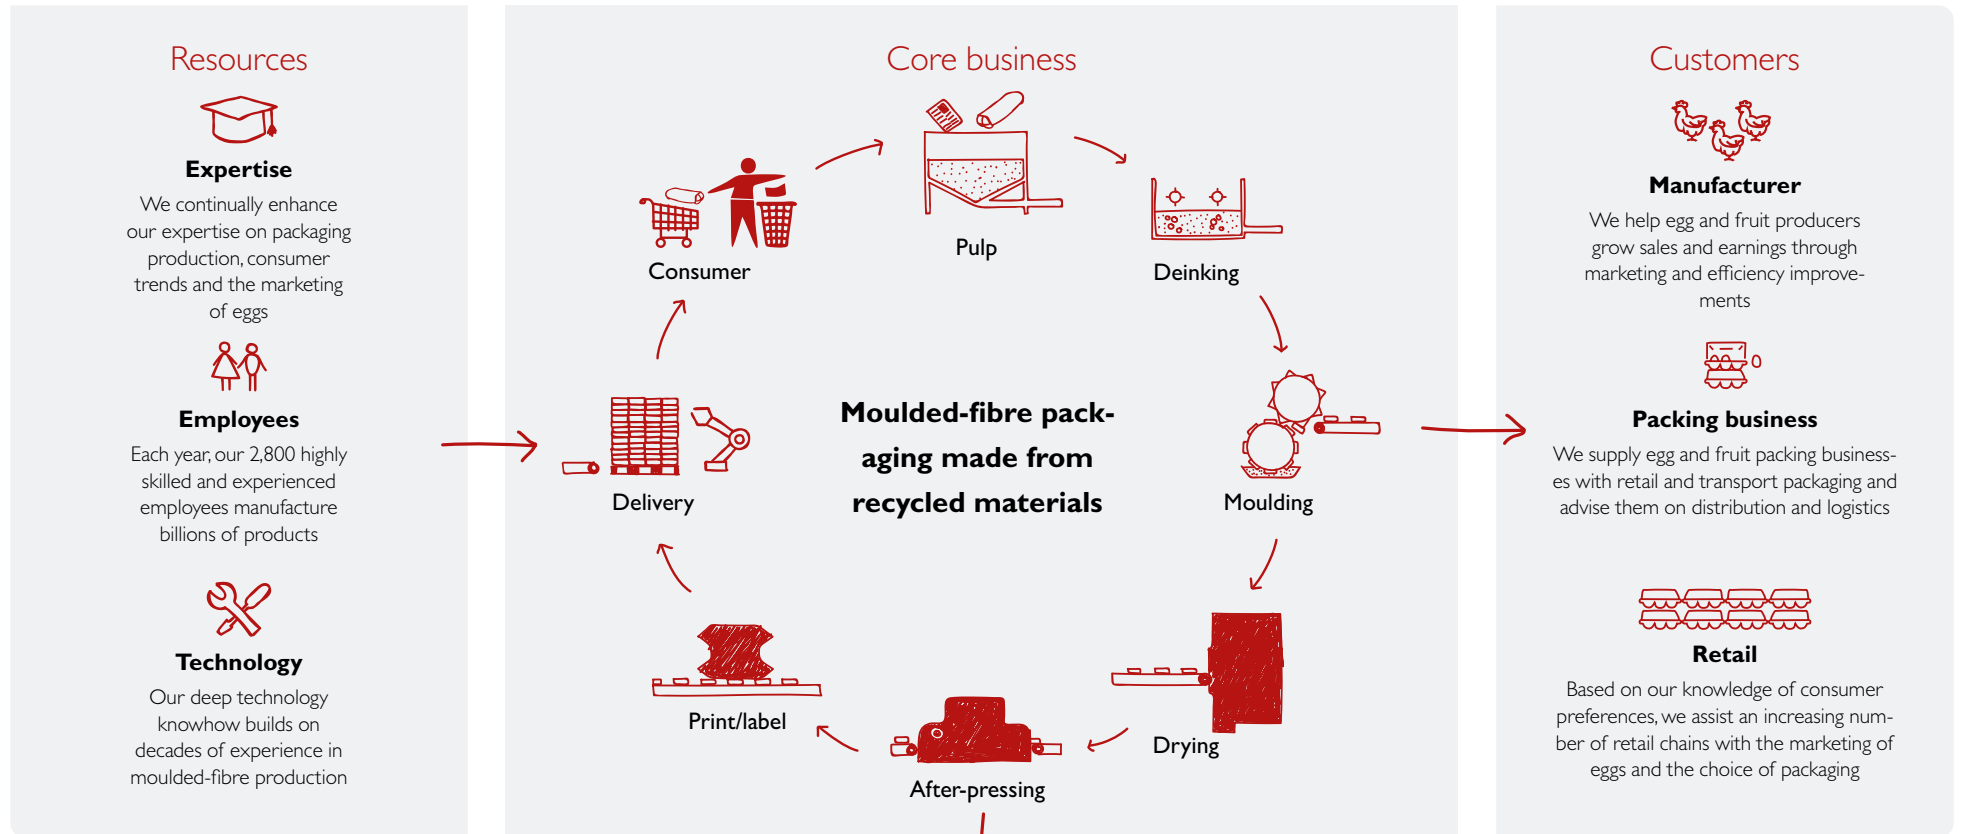 Resources
Expertise
We continually enhance
our expertise on packaging
production, consumer
trends and the marketing
of eggs
Employees
Each year, our 2,800 highly
skilled and experienced
employees manufacture
billions of products
Technology
Our deep technology
knowhow builds on
decades of experience in
moulded-fibre production
Core business
Pulp
Deinking
Moulding
Drying
After-pressing
Print/label
Delivery
Consumer
Moulded-fibre pack-
aging made from
recycled materials
Customers
Manufacturer
We help egg and fruit producers
grow sales and earnings through
marketing and efficiency improve-
ments
Packing business
We supply egg and fruit packing business-
es with retail and transport packaging and
advise them on distribution and logistics
Retail
Based on our knowledge of consumer
preferences, we assist an increasing num-
ber of retail chains with the marketing of
eggs and the choice of packaging